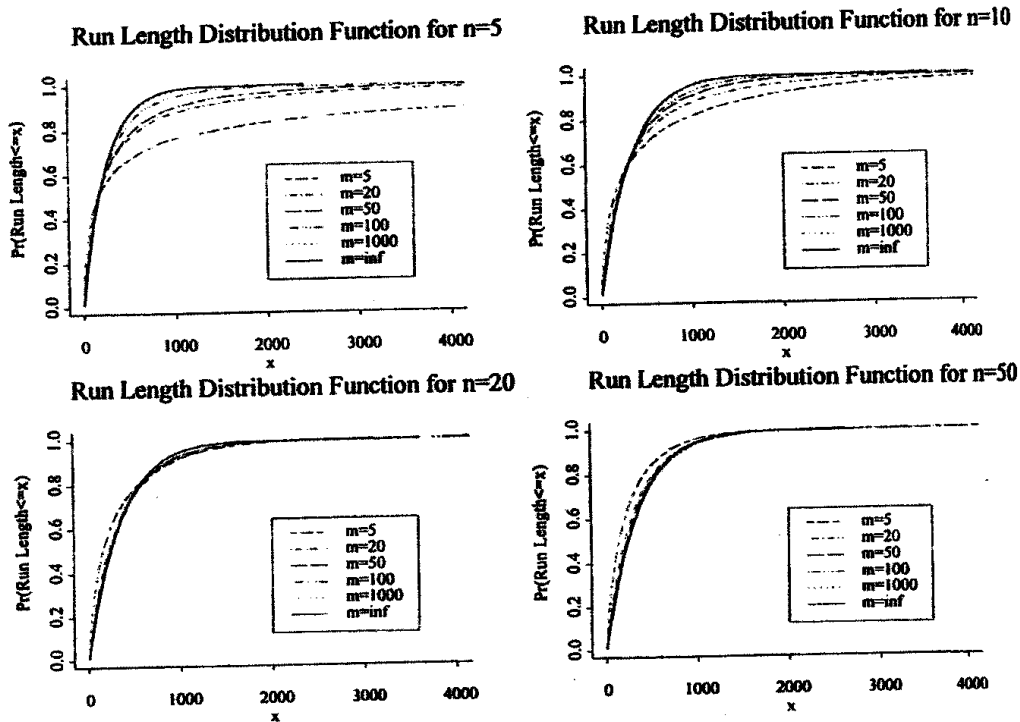 Run Length Distribution Function for n=5
Pr(Run Length<=x)
0.0 0.2 0.4 0.6 0.8 1.0
m=5
m=20
m=50
m=100
m=1000
m=inf
0 1000 2000 3000 4000
x
Run Length Distribution Function for n=10
Pr(Run Length<=x)
0.0 0.2 0.4 0.6 0.8 1.0
m=5
m=20
m=50
m=100
m=1000
m=inf
0 1000 2000 3000 4000
x
Run Length Distribution Function for n=20
Pr(Run Length<=x)
0.0 0.2 0.4 0.6 0.8 1.0
m=5
m=20
m=50
m=100
m=1000
m=inf
0 1000 2000 3000 4000
x
Run Length Distribution Function for n=50
Pr(Run Length<=x)
0.0 0.2 0.4 0.6 0.8 1.0
m=5
m=20
m=50
m=100
m=1000
m=inf
0 1000 2000 3000 4000
x